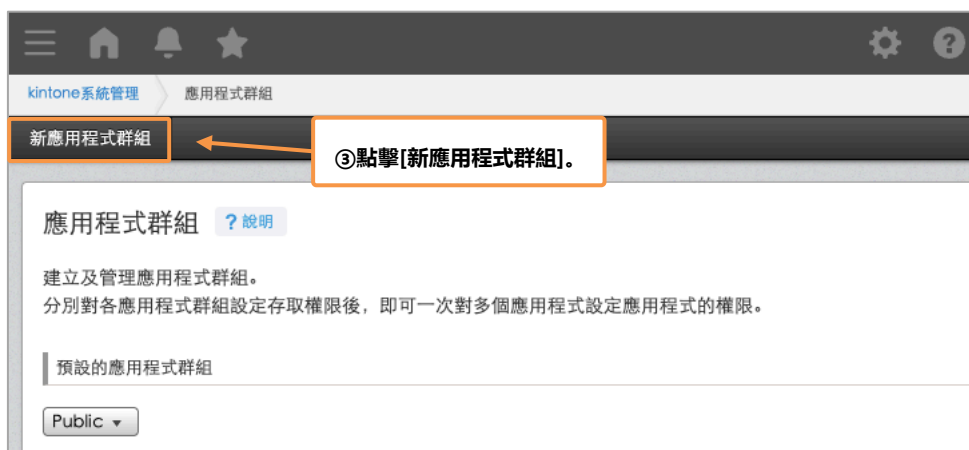 kintone系統管理 應用程式群組
新應用程式群組
③點擊[新應用程式群組]。
應用程式群組 ?說明
建立及管理應用程式群組。
分別對各應用程式群組設定存取權限後，即可一次對多個應用程式設定應用程式的權限。
預設的應用程式群組
Public